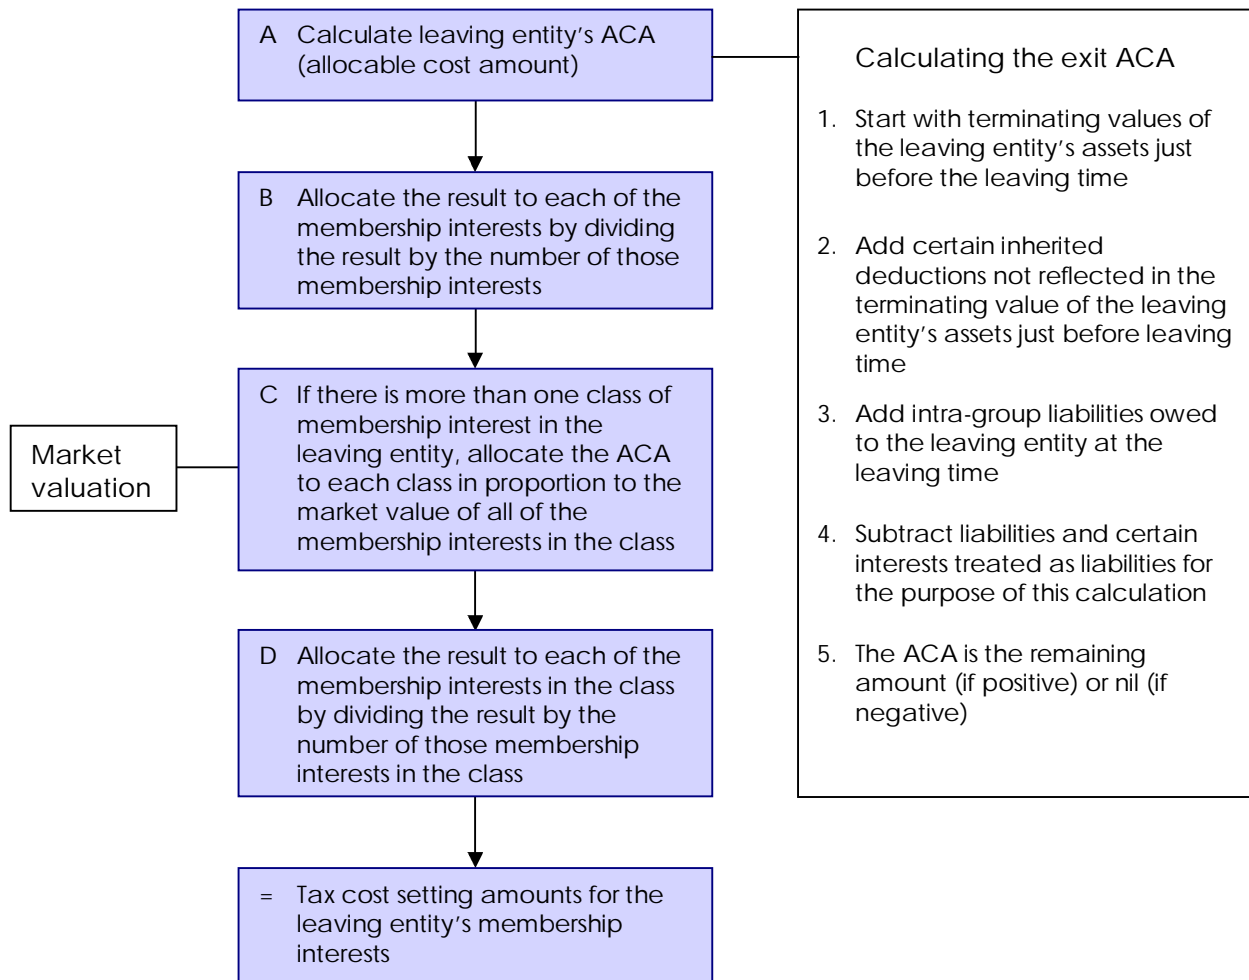 A Calculate leaving entity's ACA
(allocable cost amount)
B Allocate the result to each of the
membership interests by dividing
the result by the number of those
membership interests
C If there is more than one class of
membership interest in the
leaving entity, allocate the ACA
to each class in proportion to the
market value of all of the
membership interests in the class
Market
valuation
D Allocate the result to each of the
membership interests in the class
by dividing the result by the
number of those membership
interests in the class
= Tax cost setting amounts for the
leaving entity's membership
interests
Calculating the exit ACA
1. Start with terminating values of
the leaving entity's assets just
before the leaving time
2. Add certain inherited
deductions not reflected in the
terminating value of the leaving
entity's assets just before leaving
time
3. Add intra-group liabilities owed
to the leaving entity at the
leaving time
4. Subtract liabilities and certain
interests treated as liabilities for
the purpose of this calculation
5. The ACA is the remaining
amount (if positive) or nil (if
negative)